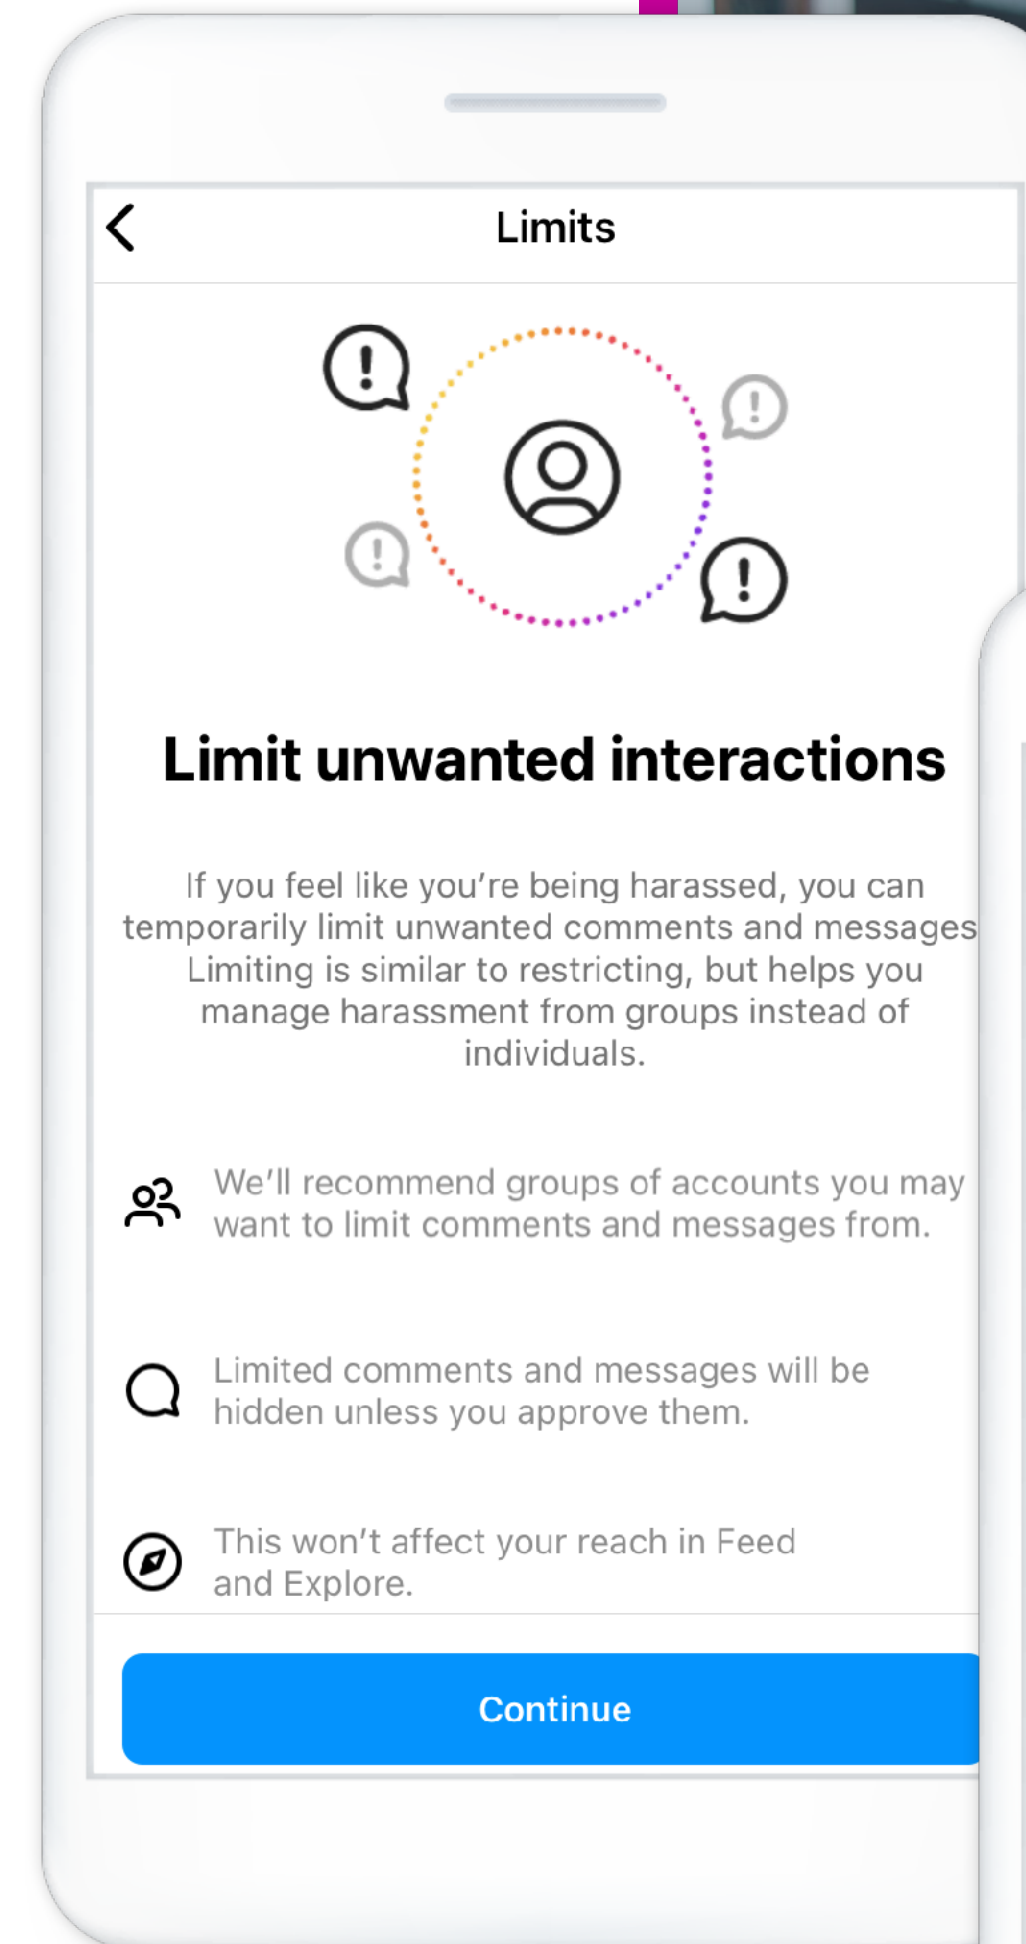 Limits
Limit unwanted interactions
If you feel like you're being harassed, you can
temporarily limit unwanted comments and messages
Limiting is similar to restricting, but helps you
manage harassment from groups instead of
individuals.
We'll recommend groups of accounts you may
want to limit comments and messages from.
Limited comments and messages will be
hidden unless you approve them.
This won't affect your reach in Feed
and Explore.
Continue